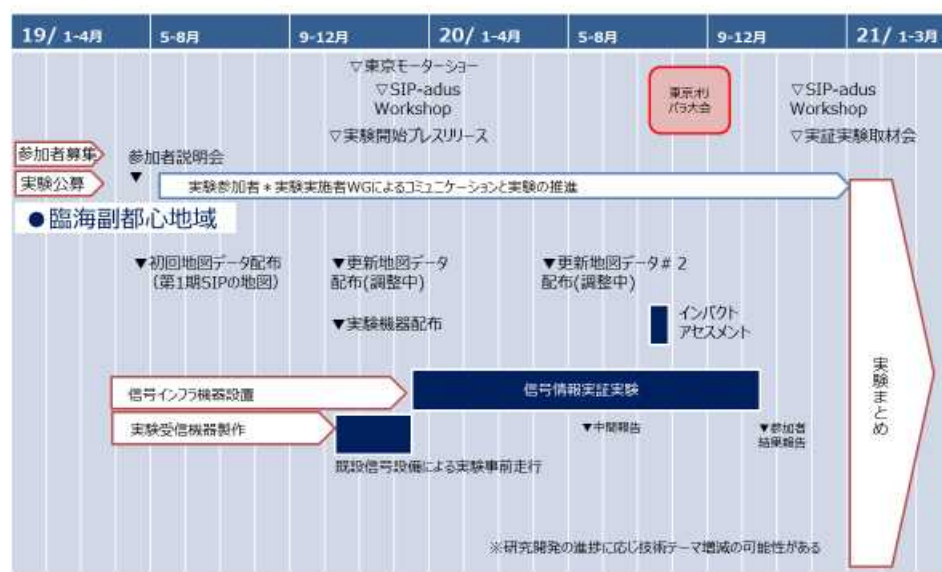 19/ 1-4月 5-8月 9-12月 20/ 1-4月 5-8月 9-12月 21/ 1-3月
▽東京モーターショー
▽SIP-adus
Workshop
▽実験開始プレスリリース
東京オリ
パラ大会
▽SIP-adus
Workshop
▽実証実験取材会
参加者募集
実験公募
参加者説明会
▼
実験参加者*実験実施者WGによるコミュニケーションと実験の推進
●臨海副都心地域
▼初回地図データ配布
(第1期SIPの地図)
▼更新地図データ
配布(調整中)
▼更新地図データ#2
配布(調整中)
▼実験機器配布
インパクト
アセスメント
信号インフラ機器設置
信号情報実証実験
実験受信機器製作
▼中間報告
▼参加者
結果報告
既設信号設備による実験事前走行
実験まとめ
※研究開発の進捗に応じ技術テーマ増減の可能性がある